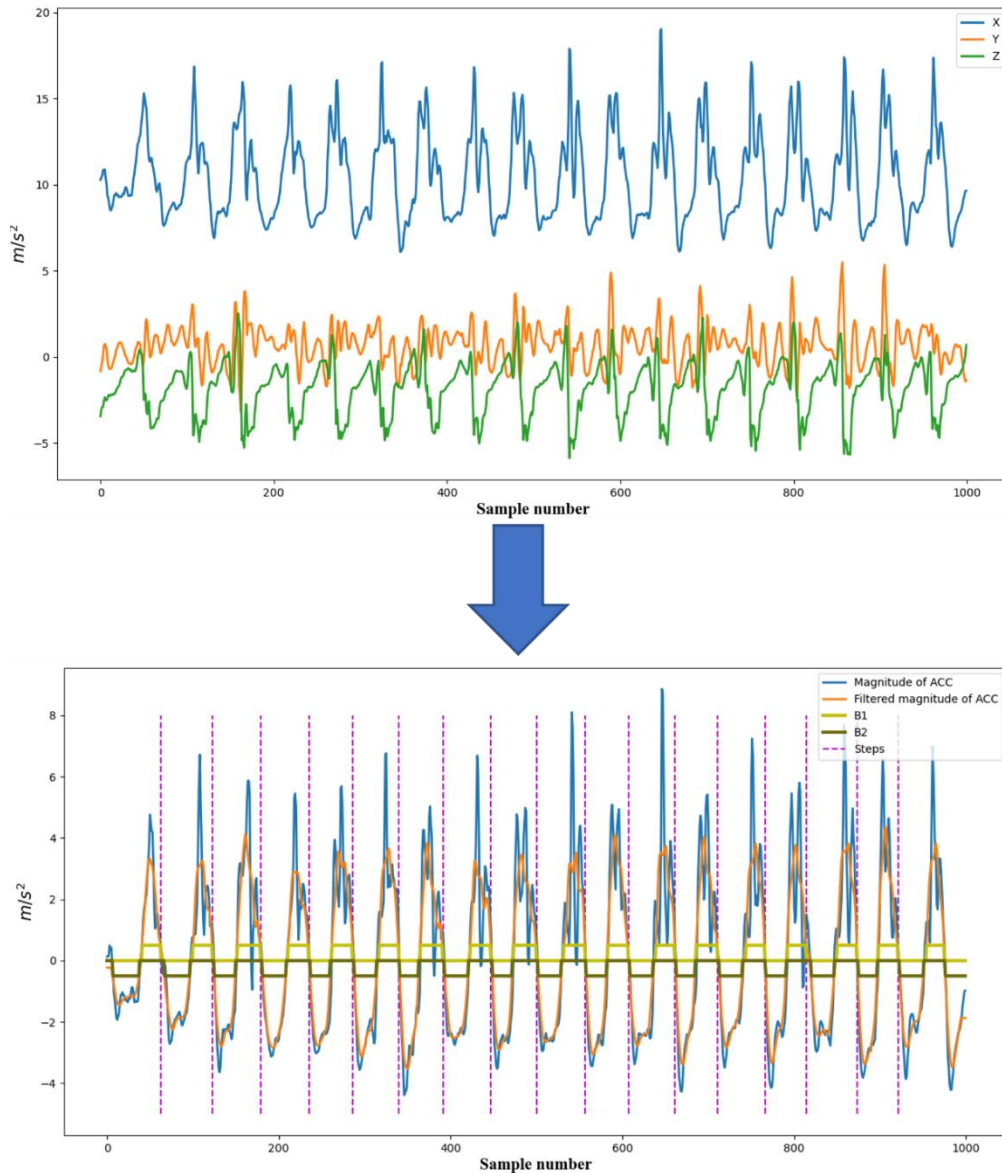 20
15
10
5
0
−5
m/s²
X
Y
Z
0
200
400
600
800
1000
Sample number
8
6
4
2
0
−2
−4
m/s²
Magnitude of ACC
Filtered magnitude of ACC
B1
B2
Steps
0
200
400
600
800
1000
Sample number